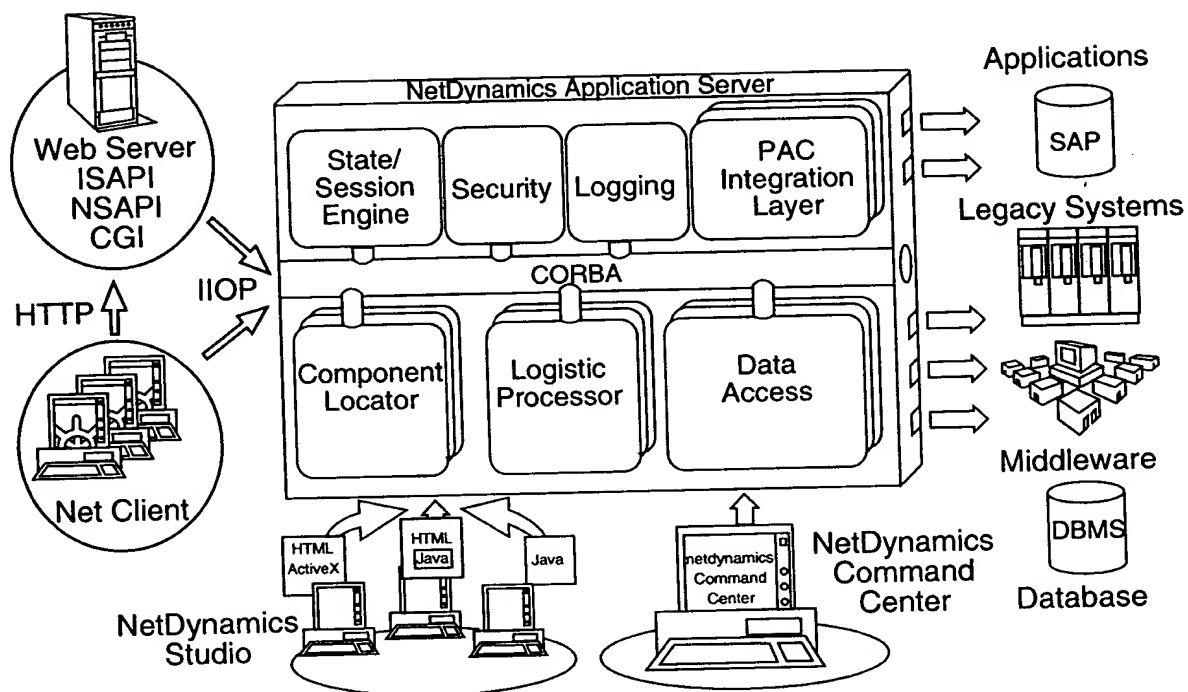 NetDynamics Application Server
Web Server
ISAPI
NSAPI
CGI
HTTP
IIOP
Net Client
State/
Session
Engine
Security
Logging
PAC
Integration
Layer
CORBA
Component
Locator
Logistic
Processor
Data
Access
Applications
SAP
Legacy Systems
Middleware
DBMS
Database
HTML
ActiveX
HTML
Java
Java
NetDynamics
Studio
netdynamics
Command
Center
NetDynamics
Command
Center